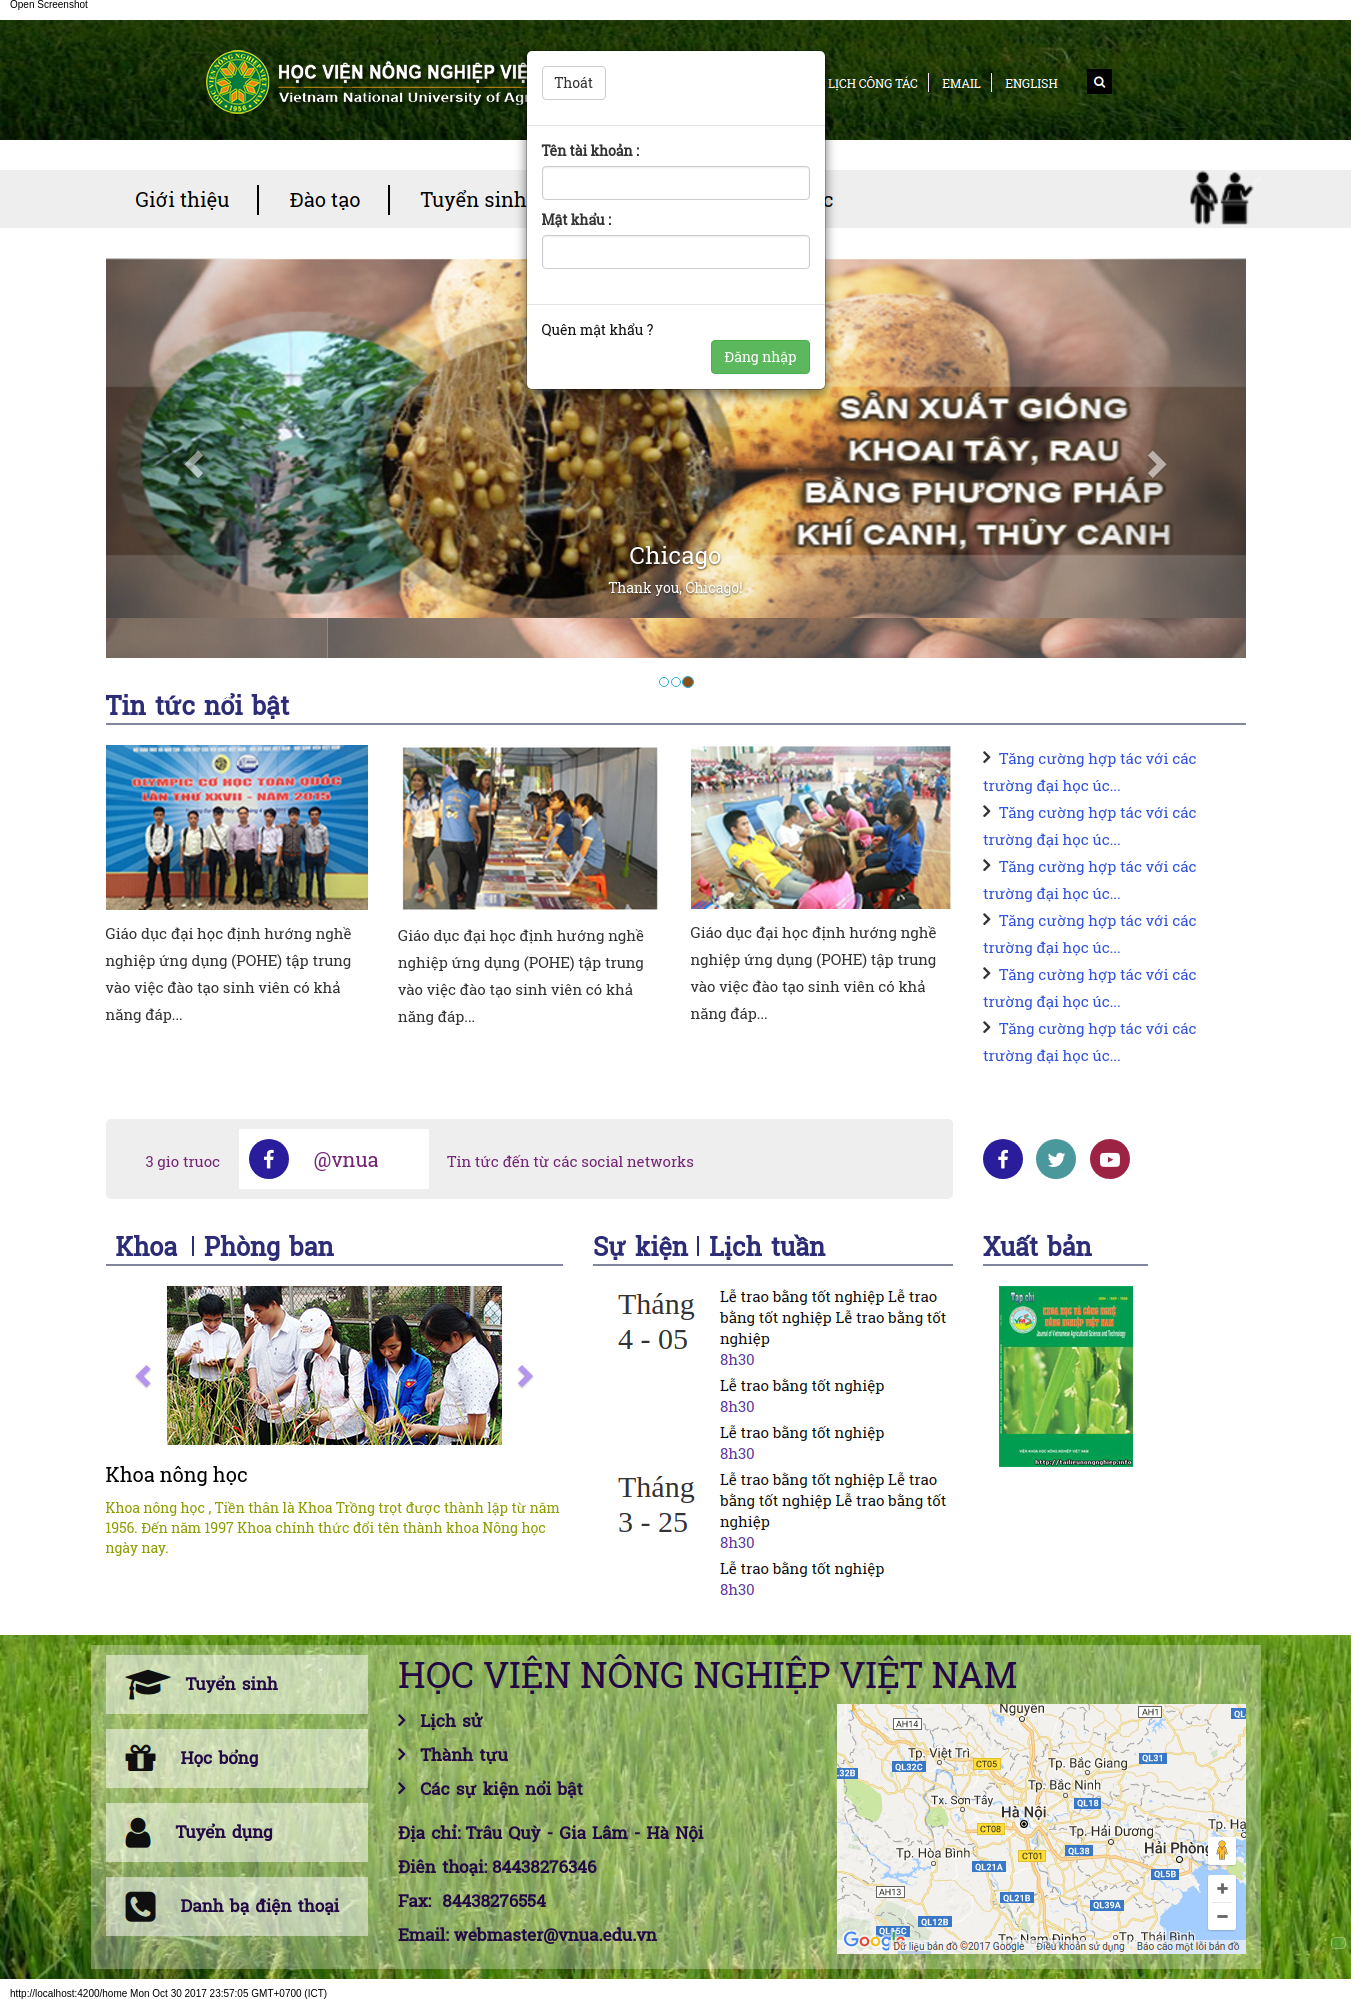 Open Screenshot
HỌC VIỆN NÔNG NGHIỆP VIỆ
Vietnam National University of Agr
LỊCH CÔNG TÁC
EMAIL
ENGLISH
Thoát
Tên tài khoản :
Mật khẩu :
Quên mật khẩu ?
Đăng nhập
Giới thiệu
Đào tạo
Tuyển sinh
c
SẢN XUẤT GIỐNG
KHOAI TÂY, RAU
BẰNG PHƯƠNG PHÁP
KHÍ CANH, THỦY CANH
Chicago
Thank you, Chicago!
Tin tức nổi bật
OLYMPIC CƠ HỌC TOÀN QUỐC
LẦN THỨ XXVII - NĂM 2015
Giáo dục đại học định hướng nghề
nghiệp ứng dụng (POHE) tập trung
vào việc đào tạo sinh viên có khả
năng đáp...
Giáo dục đại học định hướng nghề
nghiệp ứng dụng (POHE) tập trung
vào việc đào tạo sinh viên có khả
năng đáp...
Giáo dục đại học định hướng nghề
nghiệp ứng dụng (POHE) tập trung
vào việc đào tạo sinh viên có khả
năng đáp...
Tăng cường hợp tác với các
trường đại học úc...
Tăng cường hợp tác với các
trường đại học úc...
Tăng cường hợp tác với các
trường đại học úc...
Tăng cường hợp tác với các
trường đại học úc...
Tăng cường hợp tác với các
trường đại học úc...
Tăng cường hợp tác với các
trường đại học úc...
3 gio truoc
@vnua
Tin tức đến từ các social networks
Khoa | Phòng ban
Khoa nông học
Khoa nông học , Tiền thân là Khoa Trồng trọt được thành lập từ năm
1956. Đến năm 1997 Khoa chính thức đổi tên thành khoa Nông học
ngày nay.
Sự kiện | Lịch tuần
Tháng
4 - 05
Lễ trao bằng tốt nghiệp Lễ trao
bằng tốt nghiệp Lễ trao bằng tốt
nghiệp
8h30
Lễ trao bằng tốt nghiệp
8h30
Lễ trao bằng tốt nghiệp
8h30
Tháng
3 - 25
Lễ trao bằng tốt nghiệp Lễ trao
bằng tốt nghiệp Lễ trao bằng tốt
nghiệp
8h30
Lễ trao bằng tốt nghiệp
8h30
Xuất bản
Tạp chí
KHOA HỌC VÀ CÔNG NGHỆ
NÔNG NGHIỆP VIỆT NAM
Journal of Vietnamese Agricultural Science and Technology
VIỆN KHOA HỌC NÔNG NGHIỆP VIỆT NAM
http://tailieunongnghiep.info
Tuyển sinh
Học bổng
Tuyển dụng
Danh bạ điện thoại
HỌC VIỆN NÔNG NGHIỆP VIỆT NAM
Lịch sử
Thành tựu
Các sự kiện nổi bật
Địa chỉ: Trâu Quỳ - Gia Lâm - Hà Nội
Điên thoại: 84438276346
Fax: 84438276554
Email: webmaster@vnua.edu.vn
Nguyên
AH1
QL
AH14
Tp. Việt Trì
Tp. Bắc Giang
QL31
CT05
QL32C
32B
Tp. Bắc Ninh
Tx. Sơn Tây
QL18
Hà Nội
CT08
Tp. Hải Dương
Tp. Hạ
Hải Phòng
QL38
Tp. Hòa Bình
CT01
QL21A
QL5B
AH13
QL21B
QL39A
QL12B
Tp. Nam Định
Tp. Thái Bình
Google
Dữ liệu bản đồ ©2017 Google
Điều khoản sử dụng
Báo cáo một lỗi bản đồ
http://localhost:4200/home Mon Oct 30 2017 23:57:05 GMT+0700 (ICT)